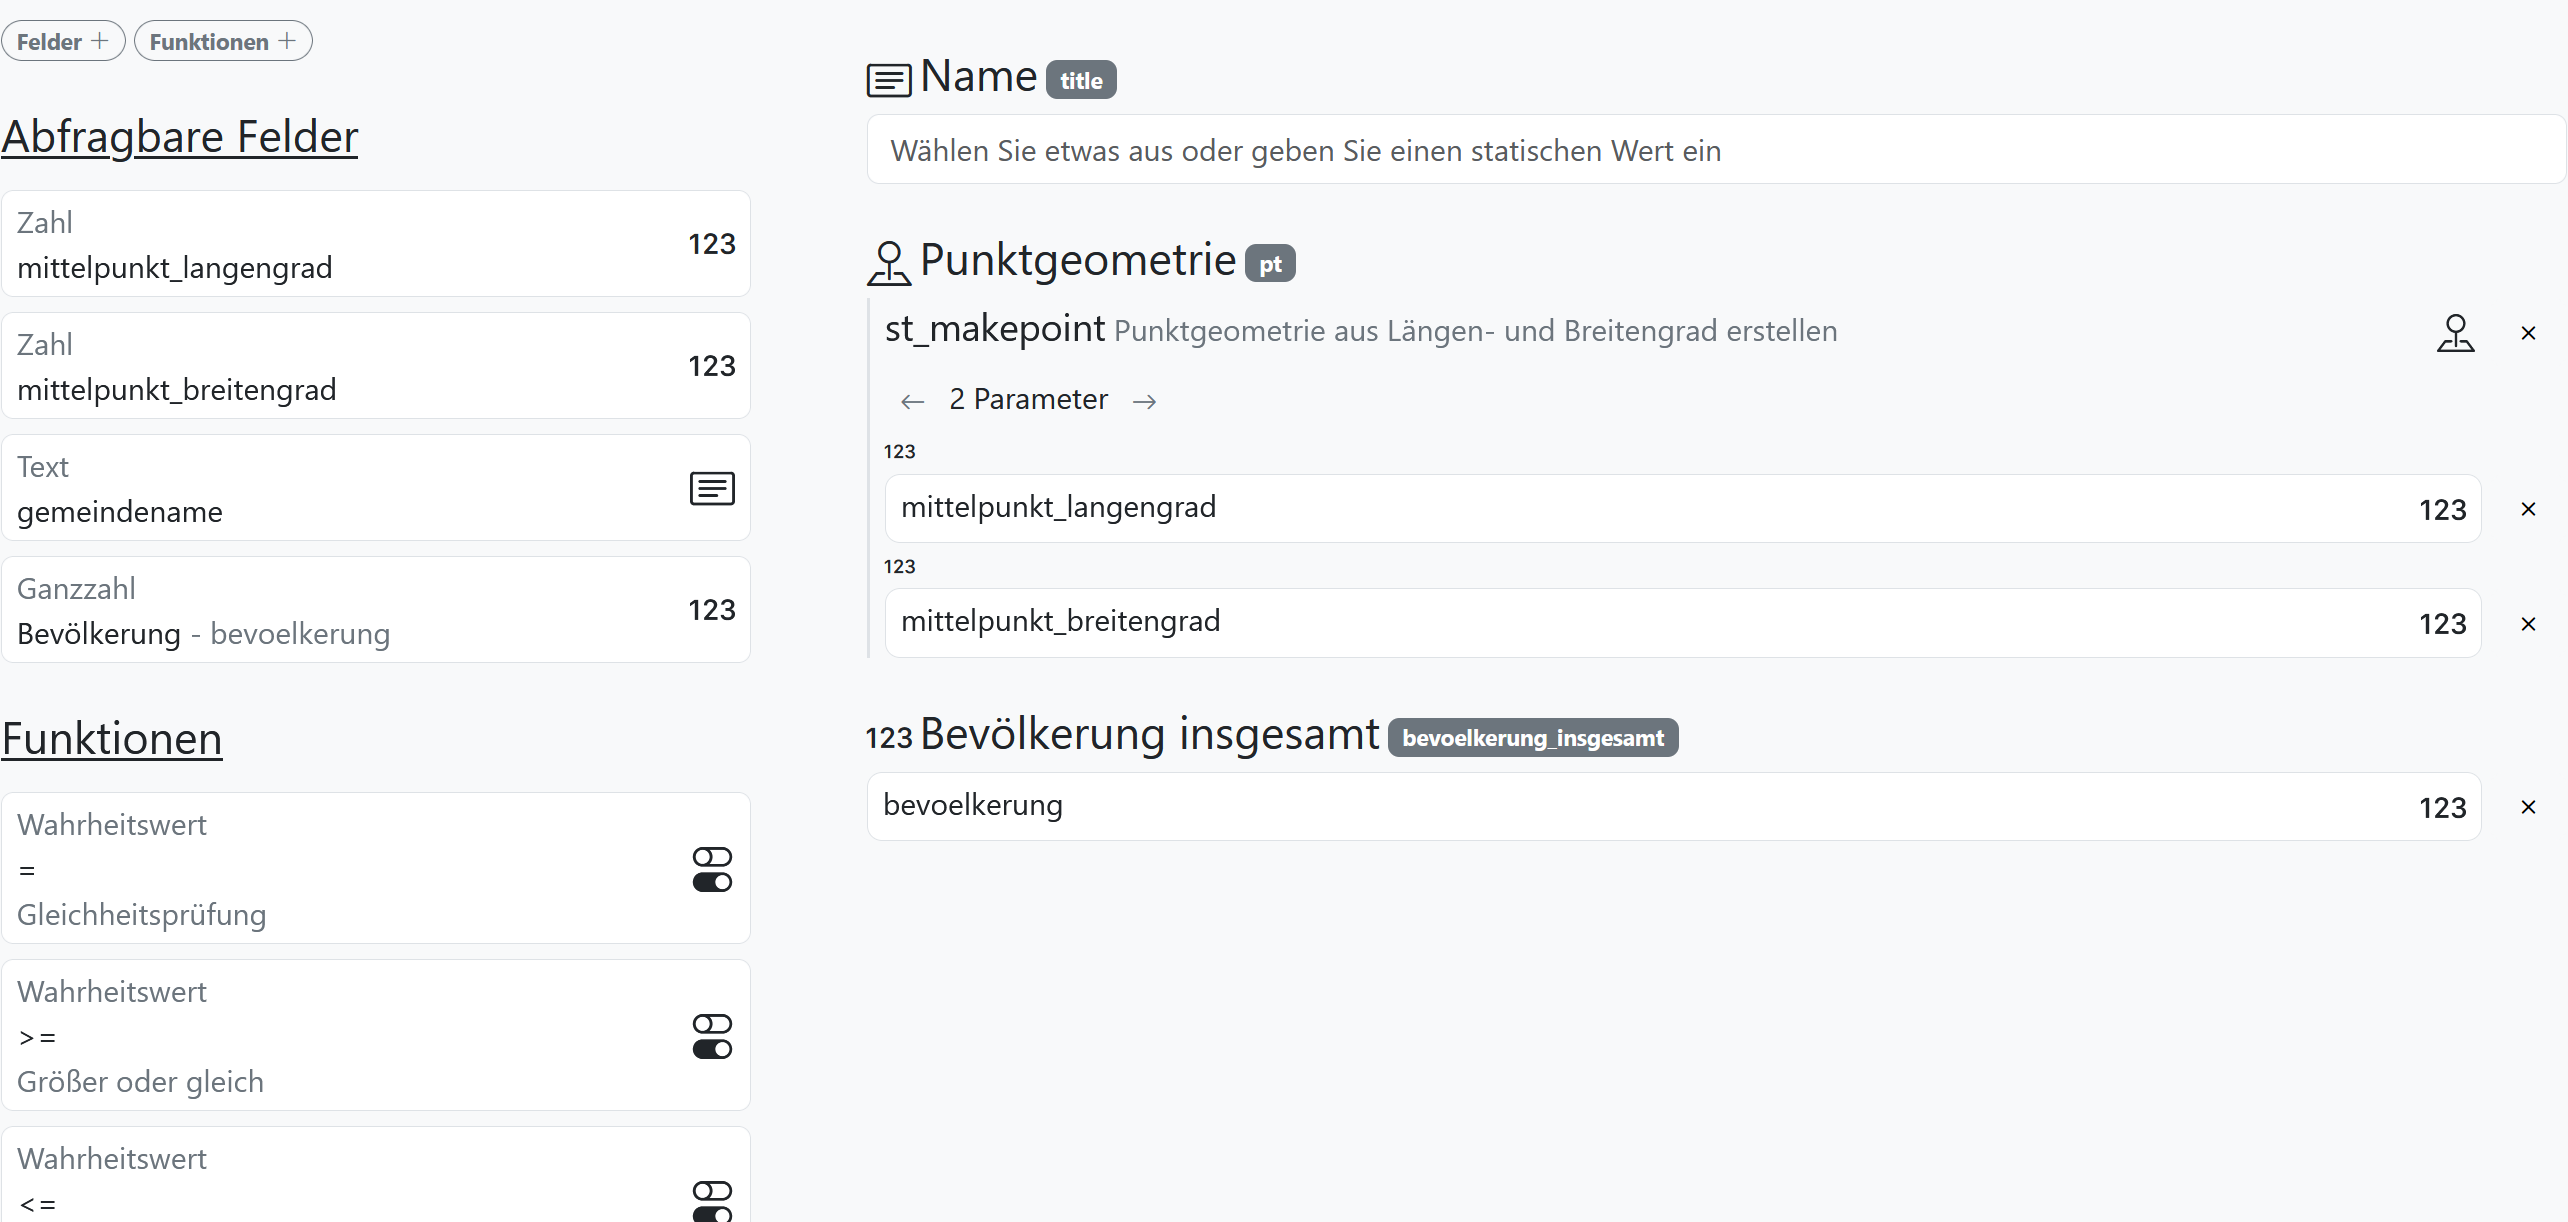 Felder +
Funktionen +
Abfragbare Felder
Zahl
mittelpunkt_langengrad
123
Zahl
mittelpunkt_breitengrad
123
Text
gemeindename
Ganzzahl
Bevölkerung - bevoelkerung
123
Funktionen
Wahrheitswert
=
Gleichheitsprüfung
Wahrheitswert
>=
Größer oder gleich
Wahrheitswert
<=
Name title
Wählen Sie etwas aus oder geben Sie einen statischen Wert ein
Punktgeometrie pt
st_makepoint Punktgeometrie aus Längen- und Breitengrad erstellen ×
← 2 Parameter →
123
mittelpunkt_langengrad 123 ×
123
mittelpunkt_breitengrad 123 ×
123 Bevölkerung insgesamt bevoelkerung_insgesamt
bevoelkerung 123 ×